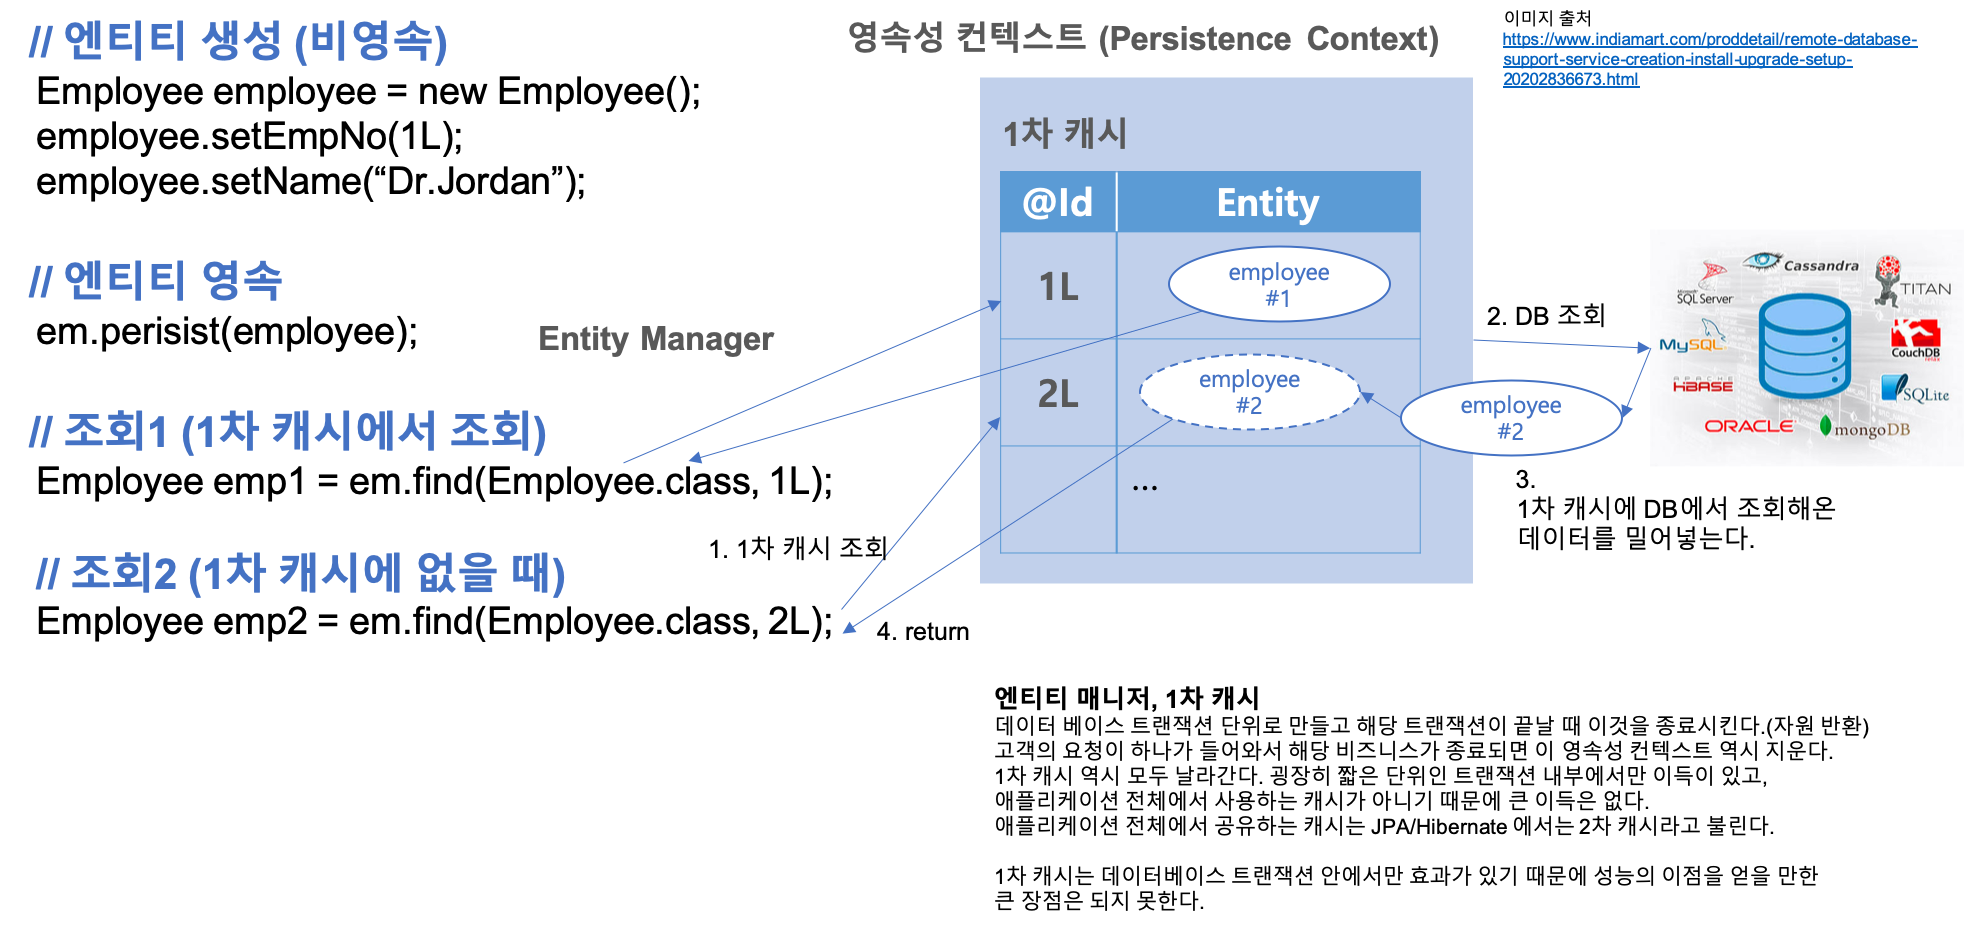 // 엔티티 생성 (비영속)
Employee employee = new Employee();
employee.setEmpNo(1L);
employee.setName(“Dr.Jordan”);
// 엔티티 영속
em.perisist(employee);
Entity Manager
// 조회1 (1차 캐시에서 조회)
Employee emp1 = em.find(Employee.class, 1L);
1. 1차 캐시 조회
// 조회2 (1차 캐시에 없을 때)
Employee emp2 = em.find(Employee.class, 2L);
4. return
영속성 컨텍스트 (Persistence Context)
1차 캐시
@Id Entity
1L
employee
#1
2L
employee
#2
...
2. DB 조회
employee
#2
3.
1차 캐시에 DB에서 조회해온
데이터를 밀어넣는다.
이미지 출처
https://www.indiamart.com/proddetail/remote-database-
support-service-creation-install-upgrade-setup-
20202836673.html
Microsoft
SQL Server
Cassandra
TITAN
MySQL
CouchDB
relax
APACHE
HBASE
SQLite
ORACLE
mongoDB
엔티티 매니저, 1차 캐시
데이터 베이스 트랜잭션 단위로 만들고 해당 트랜잭션이 끝날 때 이것을 종료시킨다.(자원 반환)
고객의 요청이 하나가 들어와서 해당 비즈니스가 종료되면 이 영속성 컨텍스트 역시 지운다.
1차 캐시 역시 모두 날라간다. 굉장히 짧은 단위인 트랜잭션 내부에서만 이득이 있고,
애플리케이션 전체에서 사용하는 캐시가 아니기 때문에 큰 이득은 없다.
애플리케이션 전체에서 공유하는 캐시는 JPA/Hibernate 에서는 2차 캐시라고 불린다.
1차 캐시는 데이터베이스 트랜잭션 안에서만 효과가 있기 때문에 성능의 이점을 얻을 만한
큰 장점은 되지 못한다.